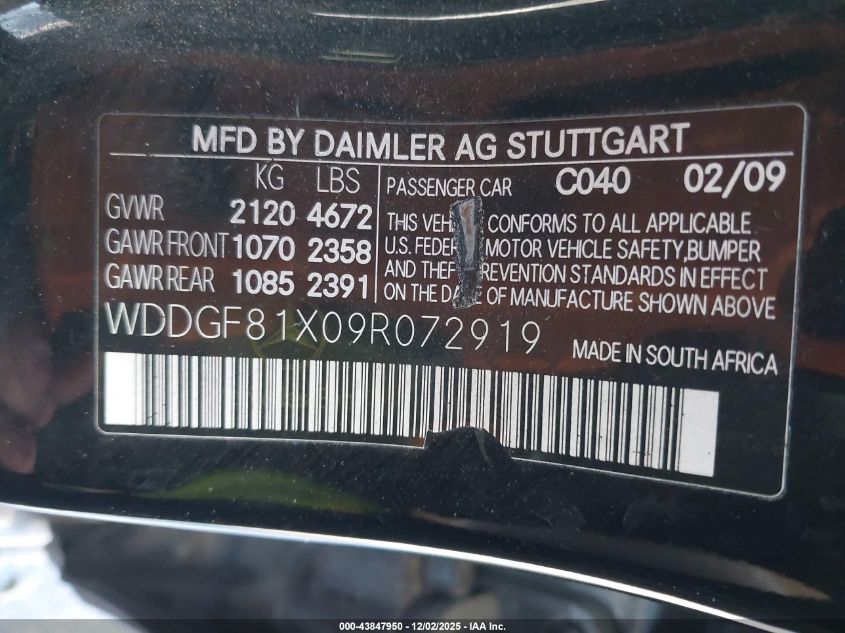 MFD BY DAIMLER AG STUTTGART
KG LBS
GVWR 2120 4672
GAWR FRONT 1070 2358
GAWR REAR 1085 2391
PASSENGER CAR C040 02/09
THIS VEH CONFORMS TO ALL APPLICABLE
U.S. FEDER MOTOR VEHICLE SAFETY,BUMPER
AND THEF REVENTION STANDARDS IN EFFECT
ON THE D E OF MANUFACTURE SHOWN ABOVE
WDDGF81X09R072919
MADE IN SOUTH AFRICA
000-43847950 - 12/02/2025 - IAA Inc.